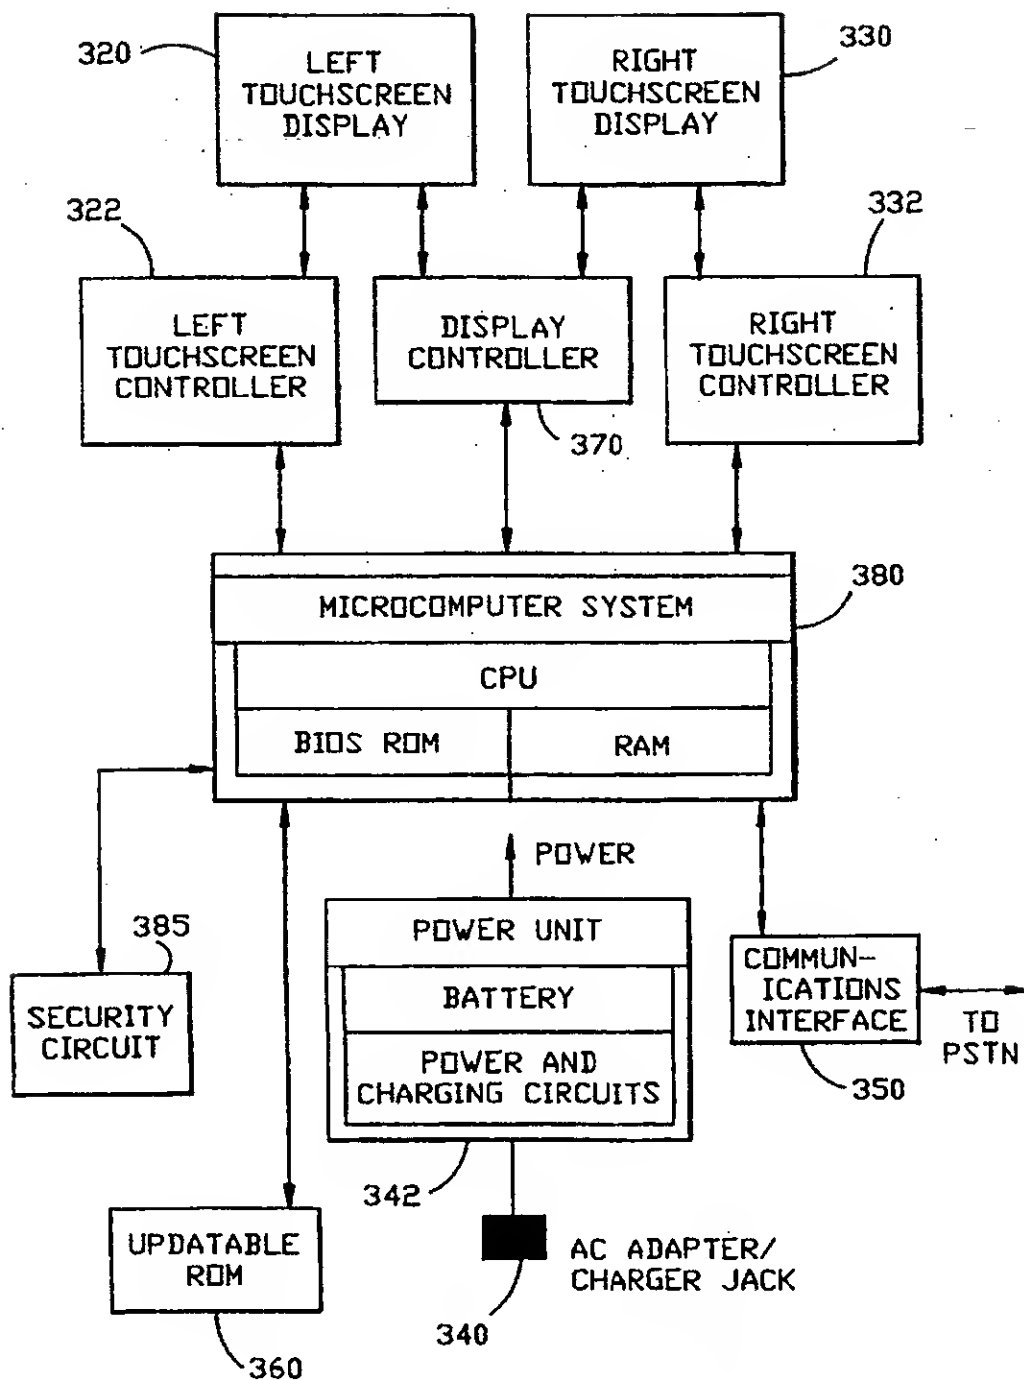 320
LEFT
TOUCHSCREEN
DISPLAY
RIGHT
TOUCHSCREEN
DISPLAY
330
322
LEFT
TOUCHSCREEN
CONTROLLER
DISPLAY
CONTROLLER
370
332
RIGHT
TOUCHSCREEN
CONTROLLER
380
MICROCOMPUTER SYSTEM
CPU
BIOS ROM
RAM
POWER
385
SECURITY
CIRCUIT
POWER UNIT
BATTERY
POWER AND
CHARGING CIRCUITS
342
COMMUN-
ICATIONS
INTERFACE
350
TO
PSTN
UPDATABLE
ROM
360
AC ADAPTER/
CHARGER JACK
340